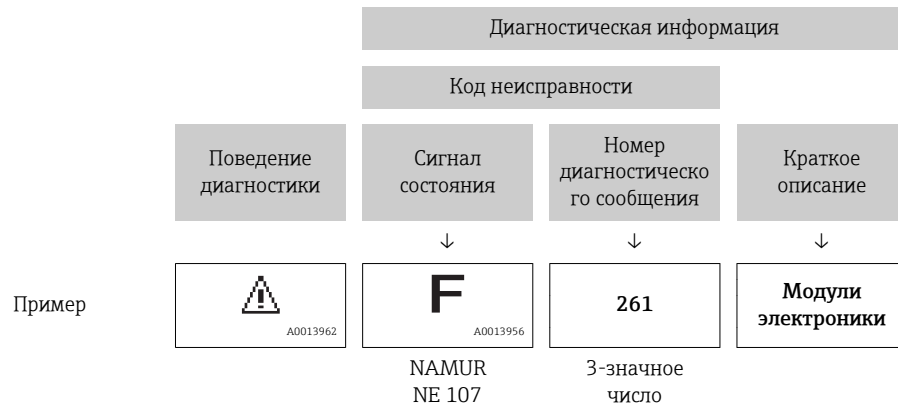 Диагностическая информация
Код неисправности
Поведение
диагностики
Сигнал
состояния
Номер
диагностическо
го сообщения
Краткое
описание
↓ ↓ ↓
Пример
A0013962
F
A0013956
261
Модули
электроники
NAMUR
NE 107
3-значное
число